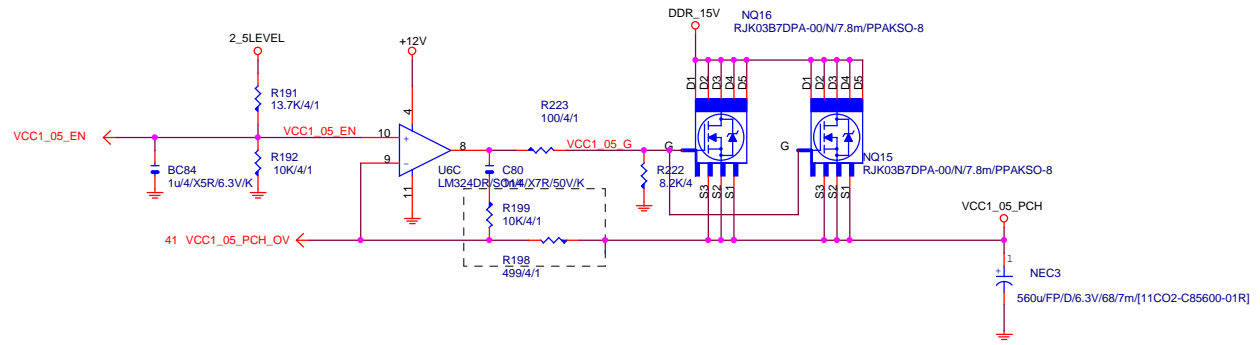 DDR_15V
NQ16
RJK03B7DPA-00/N/7.8m/PPAKSO-8
2_5LEVEL
+12V
D1
D2
D3
D4
D5
D1
D2
D3
D4
D5
R191
13.7K/4/1
R223
100/4/1
4
VCC1_05_EN
VCC1_05_EN
10
+
8
VCC1_05_G
G
G
9
-
BC84
1u/4/X5R/6.3V/K
R192
10K/4/1
U6C
LM324DR/SO14
C80
1n/4/X7R/50V/K
11
R222
8.2K/4
NQ15
RJK03B7DPA-00/N/7.8m/PPAKSO-8
S3
S2
S1
S3
S2
S1
R199
10K/4/1
VCC1_05_PCH
41 VCC1_05_PCH_OV
R198
499/4/1
1
+
NEC3
560u/FP/D/6.3V/68/7m/[11CO2-C85600-01R]